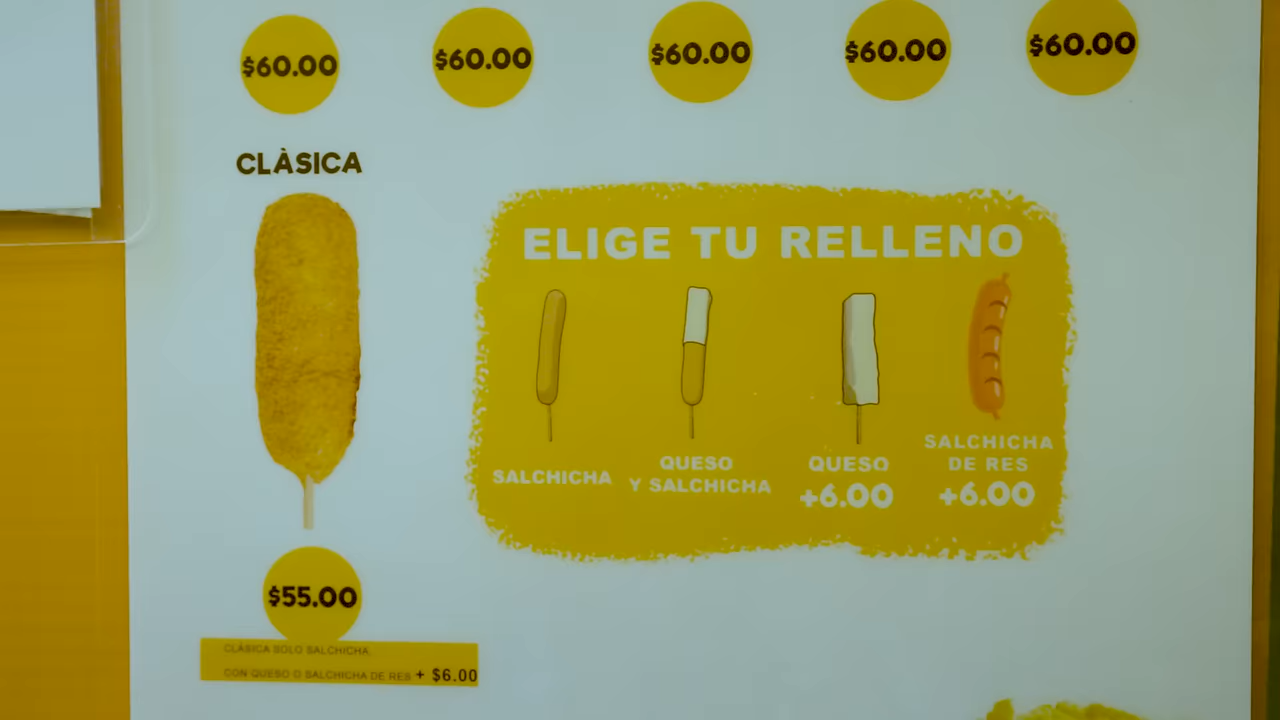 $60.00 $60.00 $60.00 $60.00 $60.00
CLÀSICA
ELIGE TU RELLENO
SALCHICHA
QUESO
Y SALCHICHA
QUESO
+6.00
SALCHICHA
DE RES
+6.00
$55.00
CLÁSICA SOLO SALCHICHA
CON QUESO O SALCHICHA DE RES + $6.00